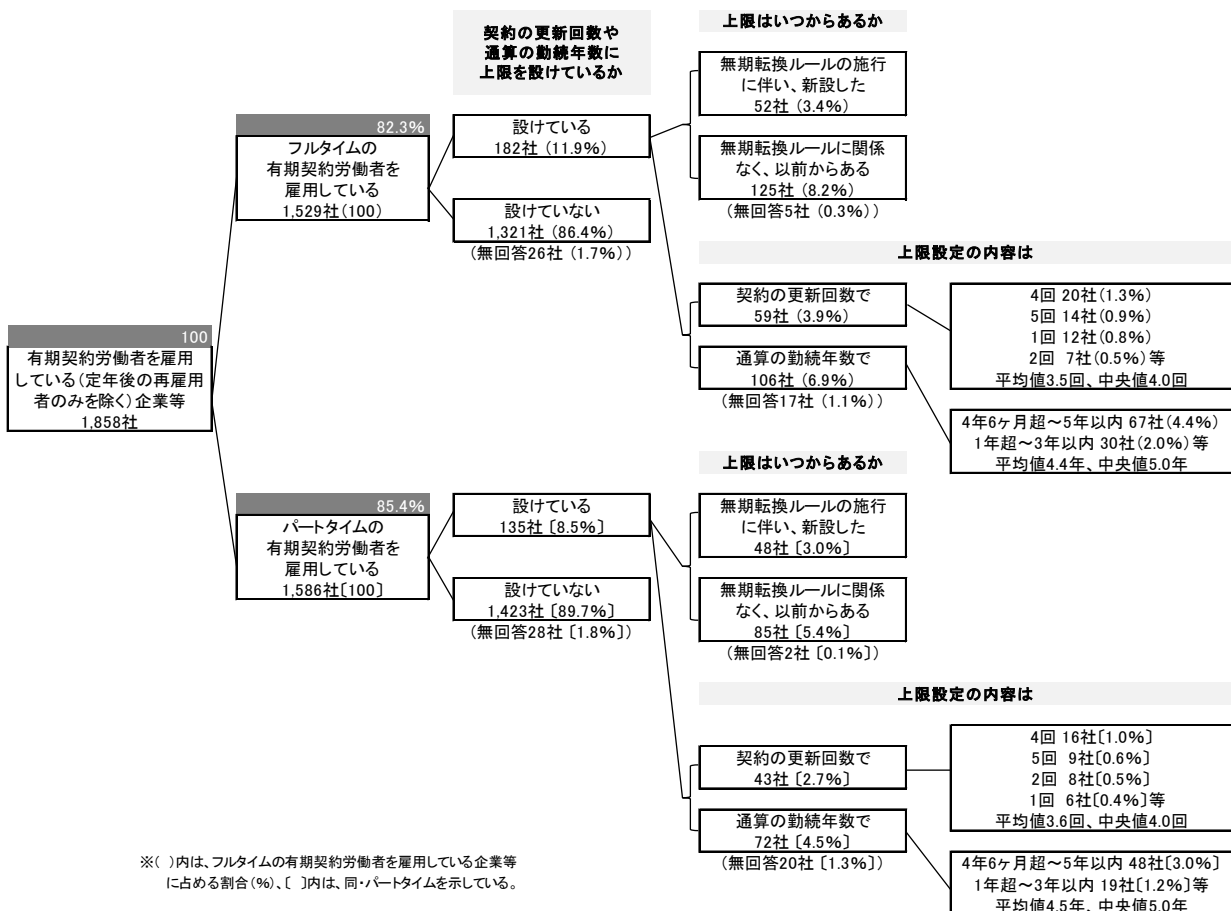 契約の更新回数や
通算の勤続年数に
上限を設けているか
上限はいつからあるか
無期転換ルールの施行
に伴い、新設した
52社 (3.4%)
無期転換ルールに関係
なく、以前からある
125社 (8.2%)
(無回答5社 (0.3%))
82.3%
フルタイムの
有期契約労働者を
雇用している
1,529社(100)
設けている
182社 (11.9%)
設けていない
1,321社 (86.4%)
(無回答26社 (1.7%))
上限設定の内容は
契約の更新回数で
59社 (3.9%)
通算の勤続年数で
106社 (6.9%)
(無回答17社 (1.1%))
4回 20社(1.3%)
5回 14社(0.9%)
1回 12社(0.8%)
2回 7社(0.5%)等
平均値3.5回、中央値4.0回
4年6ヶ月超～5年以内 67社(4.4%)
1年超～3年以内 30社(2.0%)等
平均値4.4年、中央値5.0年
100
有期契約労働者を雇用
している(定年後の再雇用
者のみを除く)企業等
1,858社
85.4%
パートタイムの
有期契約労働者を
雇用している
1,586社〔100〕
設けている
135社〔8.5%〕
設けていない
1,423社〔89.7%〕
(無回答28社〔1.8%〕)
上限はいつからあるか
無期転換ルールの施行
に伴い、新設した
48社〔3.0%〕
無期転換ルールに関係
なく、以前からある
85社〔5.4%〕
(無回答2社〔0.1%〕)
上限設定の内容は
契約の更新回数で
43社〔2.7%〕
通算の勤続年数で
72社〔4.5%〕
(無回答20社〔1.3%〕)
4回 16社〔1.0%〕
5回 9社〔0.6%〕
2回 8社〔0.5%〕
1回 6社〔0.4%〕等
平均値3.6回、中央値4.0回
4年6ヶ月超～5年以内 48社〔3.0%〕
1年超～3年以内 19社〔1.2%〕等
平均値4.5年、中央値5.0年
※( )内は、フルタイムの有期契約労働者を雇用している企業等
に占める割合(%)、〔 〕内は、同・パートタイムを示している。